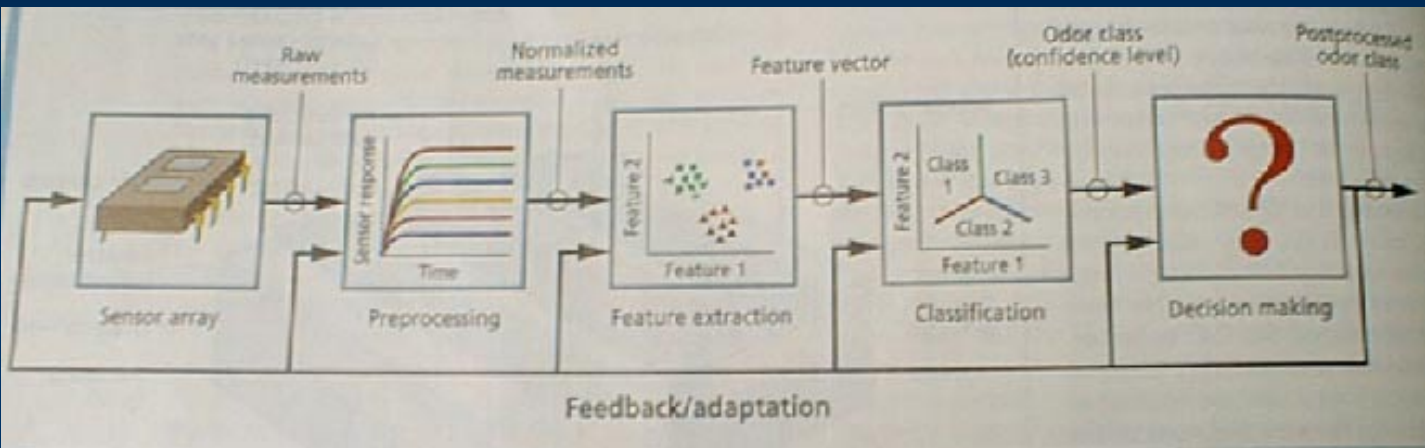 Raw
measurements
Normalized
measurements
Feature vector
Odor class
(confidence level)
Postprocessed
odor class
Sensor response
Time
Feature 2
Feature 1
Feature 2
Class
1
Class 3
Class 2
Feature 1
Sensor array
Preprocessing
Feature extraction
Classification
?
Decision making
Feedback/adaptation